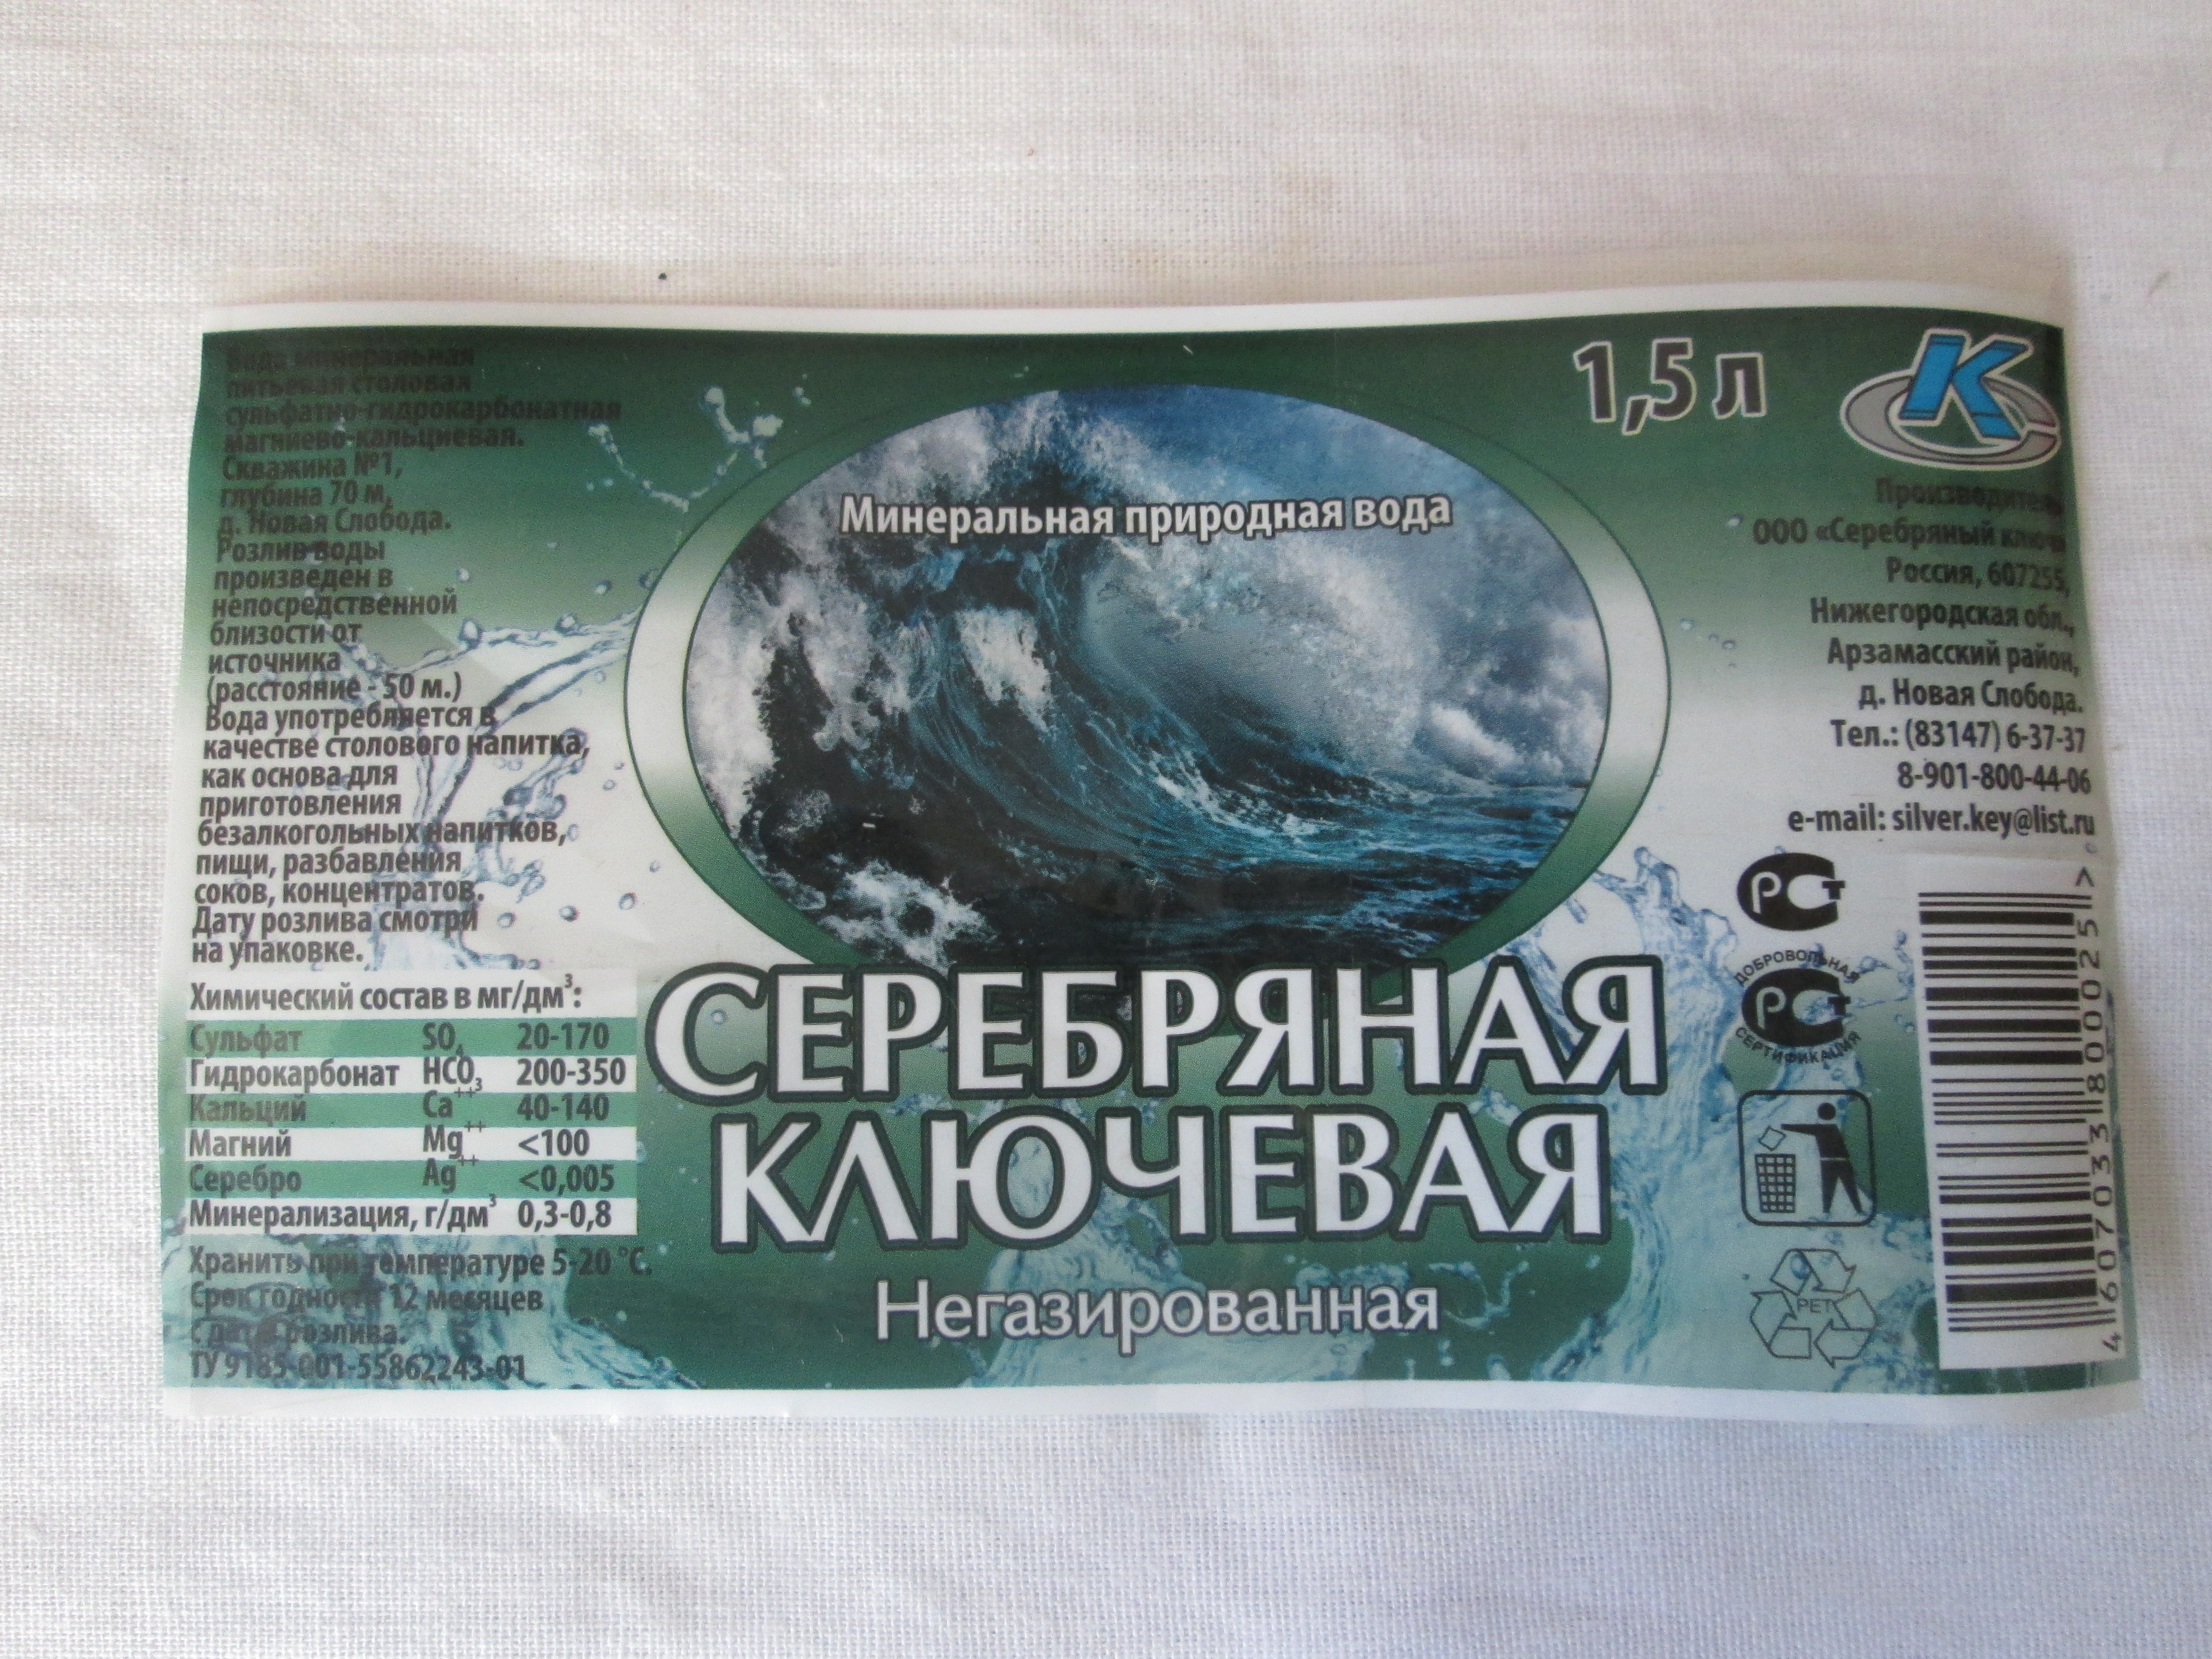 Вода минеральная
питьевая столовая
сульфатно-гидрокарбонатная
магниево-кальциевая.
Скважина №1,
глубина 70 м,
д. Новая Слобода.
Розлив воды
произведен в
непосредственной
близости от
источника
(расстояние - 50 м.)
Вода употребляется в
качестве столового напитка,
как основа для
приготовления
безалкогольных напитков,
пищи, разбавления
соков, концентратов.
Дату розлива смотри
на упаковке.
Химический состав в мг/дм³:
Сульфат SO₄ 20-170
Гидрокарбонат HCO₃ 200-350
Кальций Ca⁺⁺ 40-140
Магний Mg⁺⁺ <100
Серебро Ag⁺⁺ <0,005
Минерализация, г/дм³ 0,3-0,8
Хранить при температуре 5-20 °С.
Срок годности 12 месяцев
с даты розлива.
ТУ 9185-001-55862243-01
Минеральная природная вода
СЕРЕБРЯНАЯ
КЛЮЧЕВАЯ
Негазированная
1,5 л
СК
Производитель
ООО «Серебряный ключ»
Россия, 607255,
Нижегородская обл.,
Арзамасский район,
д. Новая Слобода.
Тел.: (83147) 6-37-37
8-901-800-44-06
e-mail: silver.key@list.ru
РСТ
ДОБРОВОЛЬНАЯ
РСТ
СЕРТИФИКАЦИЯ
PET
4 607033 800025 >